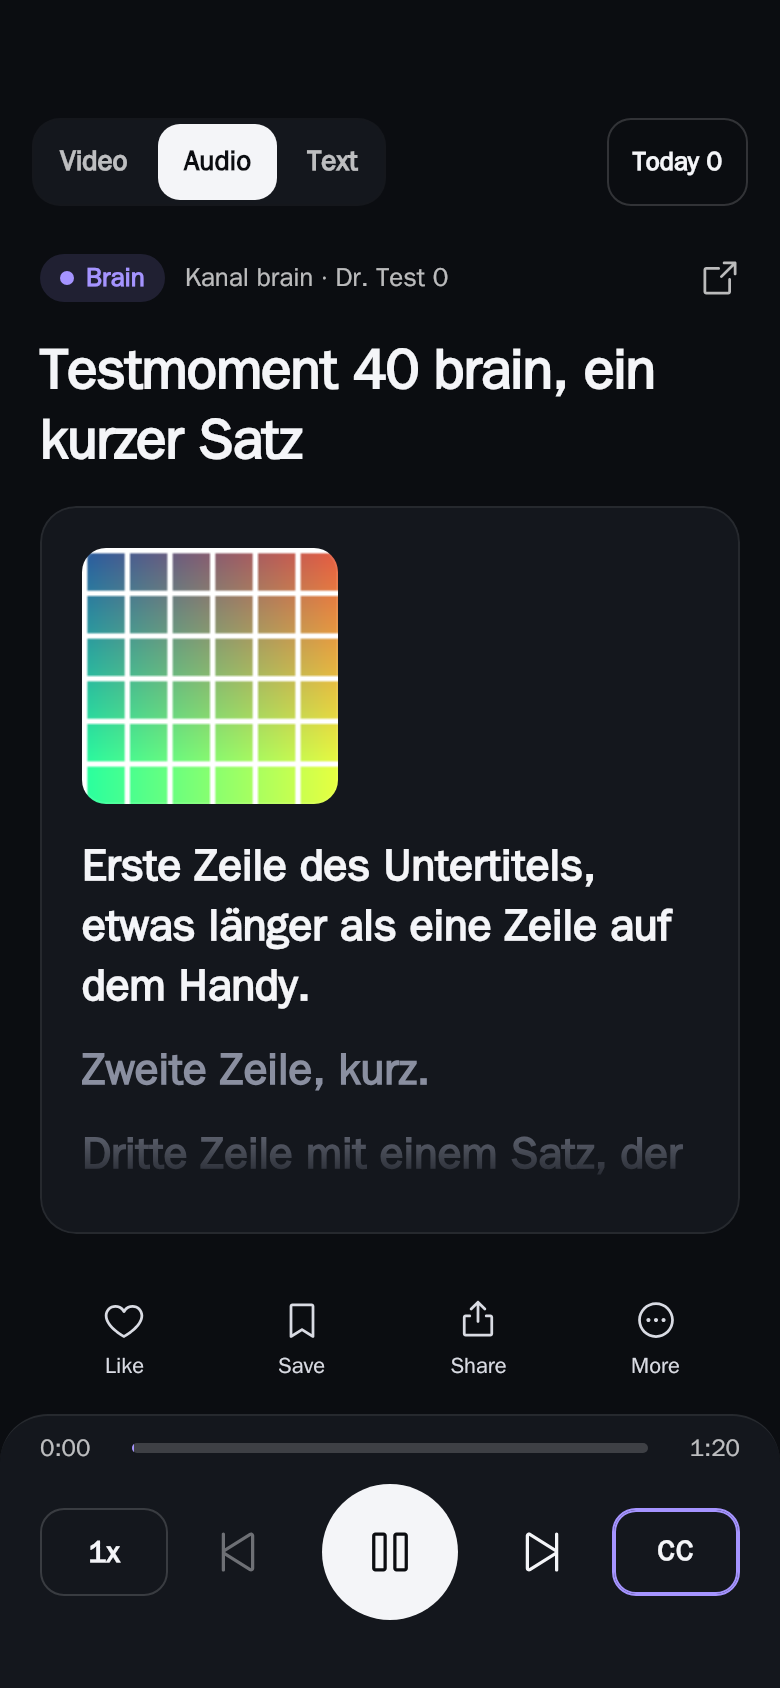 Video Audio Text Today 0
Brain Kanal brain · Dr. Test 0
Testmoment 40 brain, ein
kurzer Satz
Erste Zeile des Untertitels,
etwas länger als eine Zeile auf
dem Handy.
Zweite Zeile, kurz.
Dritte Zeile mit einem Satz, der
Like Save Share More
0:00 1:20
1x CC